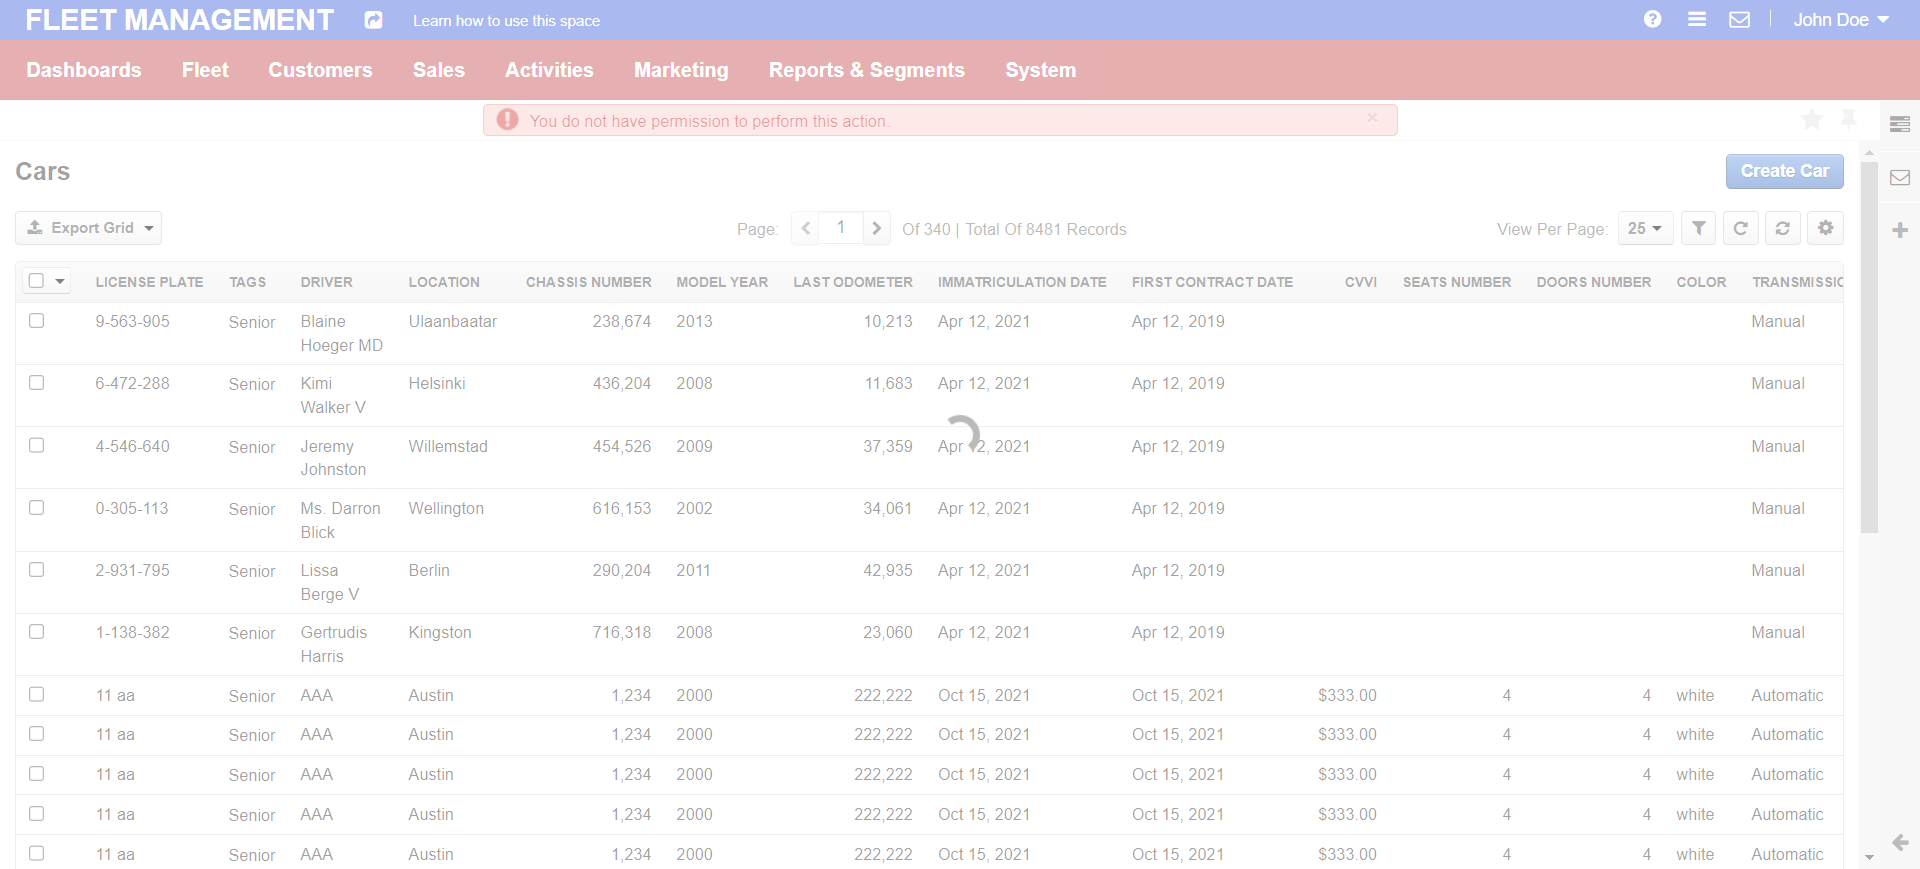 FLEET MANAGEMENT Learn how to use this space John Doe
Dashboards Fleet Customers Sales Activities Marketing Reports & Segments System
You do not have permission to perform this action. ×
Cars Create Car
Export Grid Page: 1 Of 340 | Total Of 8481 Records View Per Page: 25
LICENSE PLATE TAGS DRIVER LOCATION CHASSIS NUMBER MODEL YEAR LAST ODOMETER IMMATRICULATION DATE FIRST CONTRACT DATE CVVI SEATS NUMBER DOORS NUMBER COLOR TRANSMISSIO
9-563-905 Senior Blaine Ulaanbaatar 238,674 2013 10,213 Apr 12, 2021 Apr 12, 2019 Manual
Hoeger MD
6-472-288 Senior Kimi Helsinki 436,204 2008 11,683 Apr 12, 2021 Apr 12, 2019 Manual
Walker V
4-546-640 Senior Jeremy Willemstad 454,526 2009 37,359 Apr 12, 2021 Apr 12, 2019 Manual
Johnston
0-305-113 Senior Ms. Darron Wellington 616,153 2002 34,061 Apr 12, 2021 Apr 12, 2019 Manual
Blick
2-931-795 Senior Lissa Berlin 290,204 2011 42,935 Apr 12, 2021 Apr 12, 2019 Manual
Berge V
1-138-382 Senior Gertrudis Kingston 716,318 2008 23,060 Apr 12, 2021 Apr 12, 2019 Manual
Harris
11 aa Senior AAA Austin 1,234 2000 222,222 Oct 15, 2021 Oct 15, 2021 $333.00 4 4 white Automatic
11 aa Senior AAA Austin 1,234 2000 222,222 Oct 15, 2021 Oct 15, 2021 $333.00 4 4 white Automatic
11 aa Senior AAA Austin 1,234 2000 222,222 Oct 15, 2021 Oct 15, 2021 $333.00 4 4 white Automatic
11 aa Senior AAA Austin 1,234 2000 222,222 Oct 15, 2021 Oct 15, 2021 $333.00 4 4 white Automatic
11 aa Senior AAA Austin 1,234 2000 222,222 Oct 15, 2021 Oct 15, 2021 $333.00 4 4 white Automatic